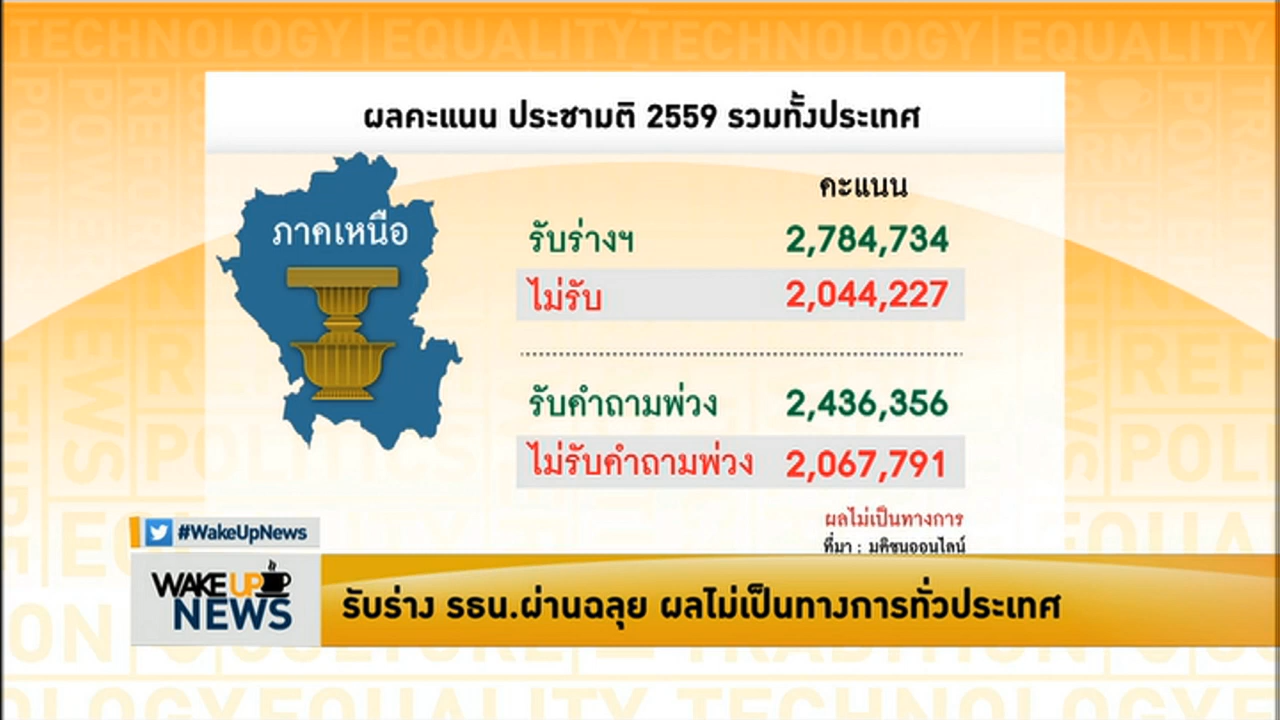 TECHNOLOGY EQUALITY TECHNOLOGY EQUALITY
ผลคะแนน ประชามติ 2559 รวมทั้งประเทศ
ภาคเหนือ
คะแนน
รับร่างฯ 2,784,734
ไม่รับ 2,044,227
รับคำถามพ่วง 2,436,356
ไม่รับคำถามพ่วง 2,067,791
ผลไม่เป็นทางการ
ที่มา : มติชนออนไลน์
#WakeUpNews
WAKE UP
NEWS
รับร่าง รธน.ผ่านฉลุย ผลไม่เป็นทางการทั่วประเทศ